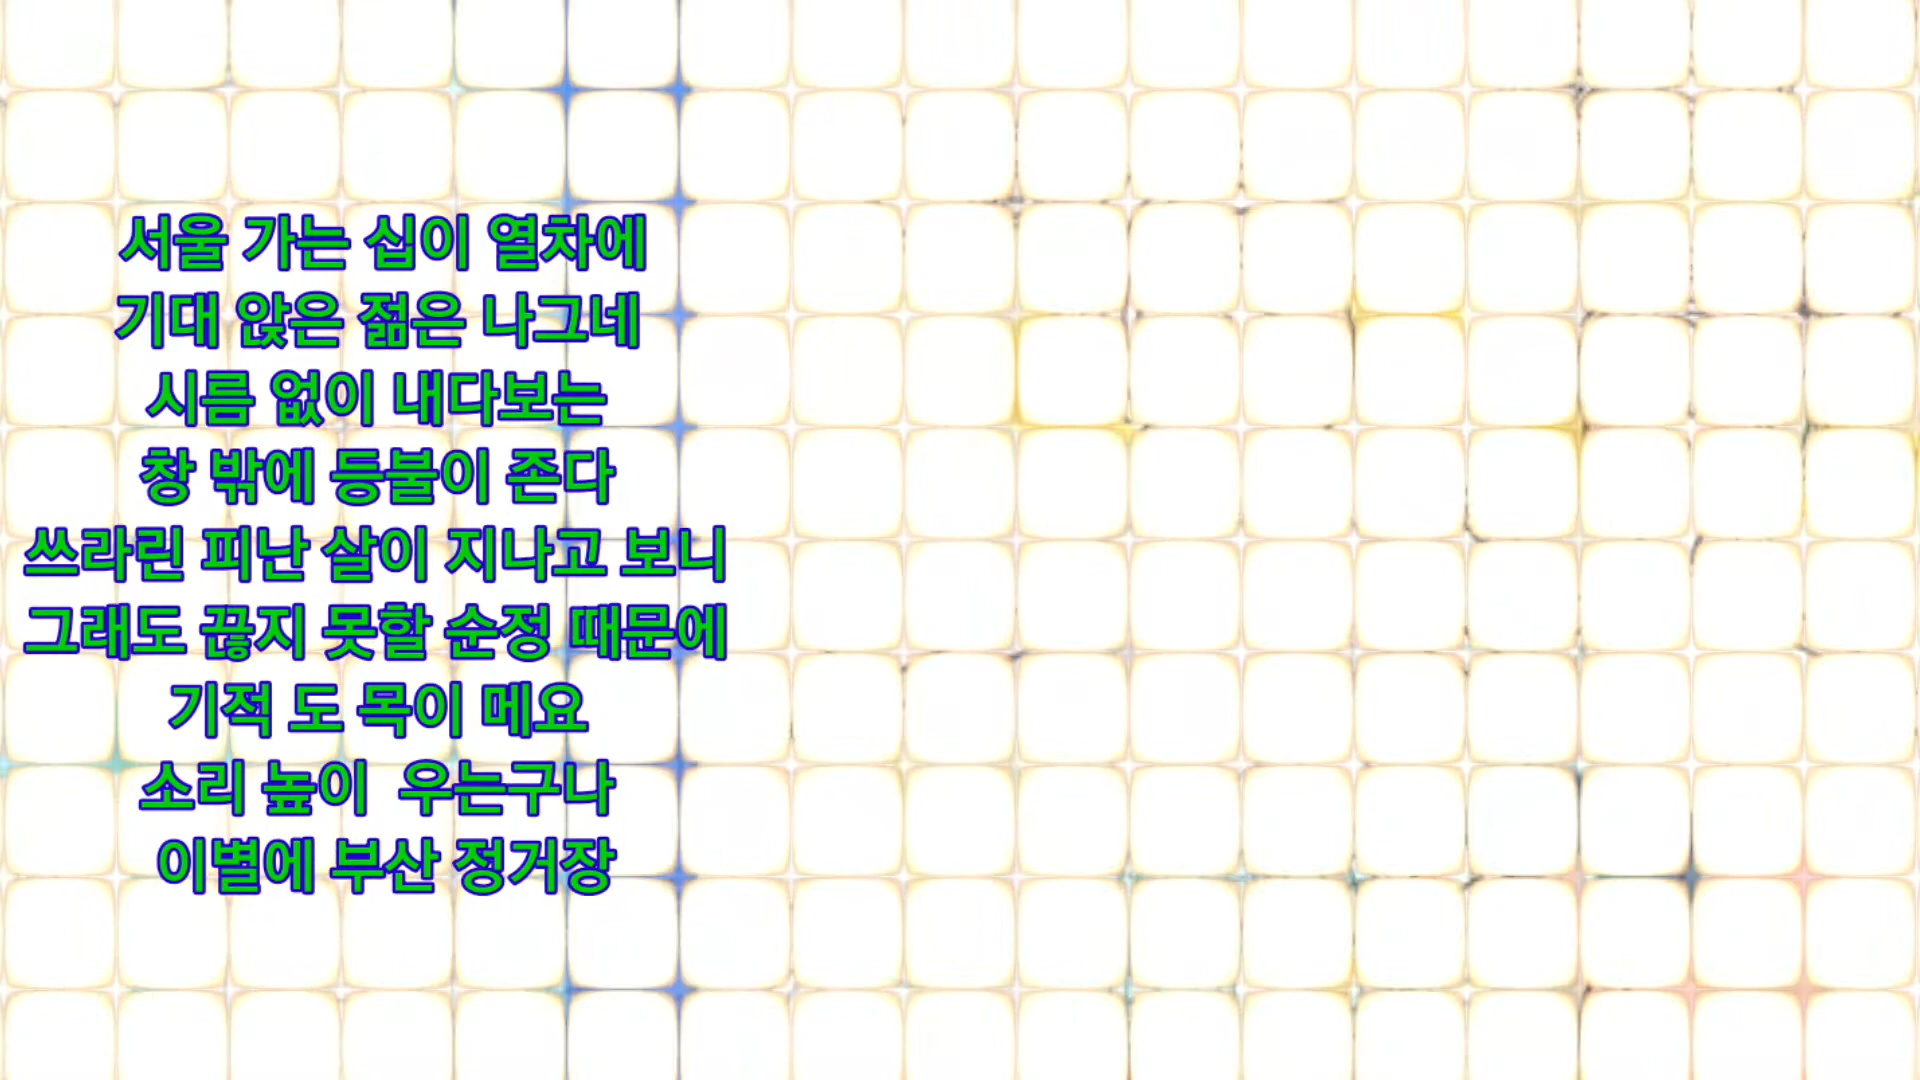 서울 가는 십이 열차에
기대 앉은 젊은 나그네
시름 없이 내다보는
창 밖에 등불이 존다
쓰라린 피난 살이 지나고 보니
그래도 끊지 못할 순정 때문에
기적 도 목이 메요
소리 높이  우는구나
이별에 부산 정거장